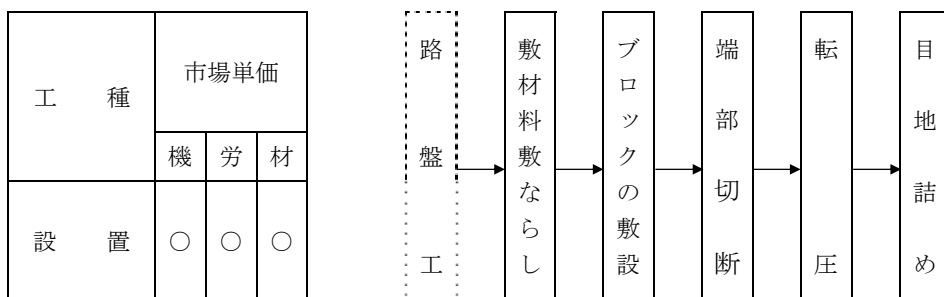 工種
市場単価
機 労 材
設置 ○ ○ ○
路盤工
敷材料敷ならし
ブロックの敷設
端部切断
転圧
目地詰め